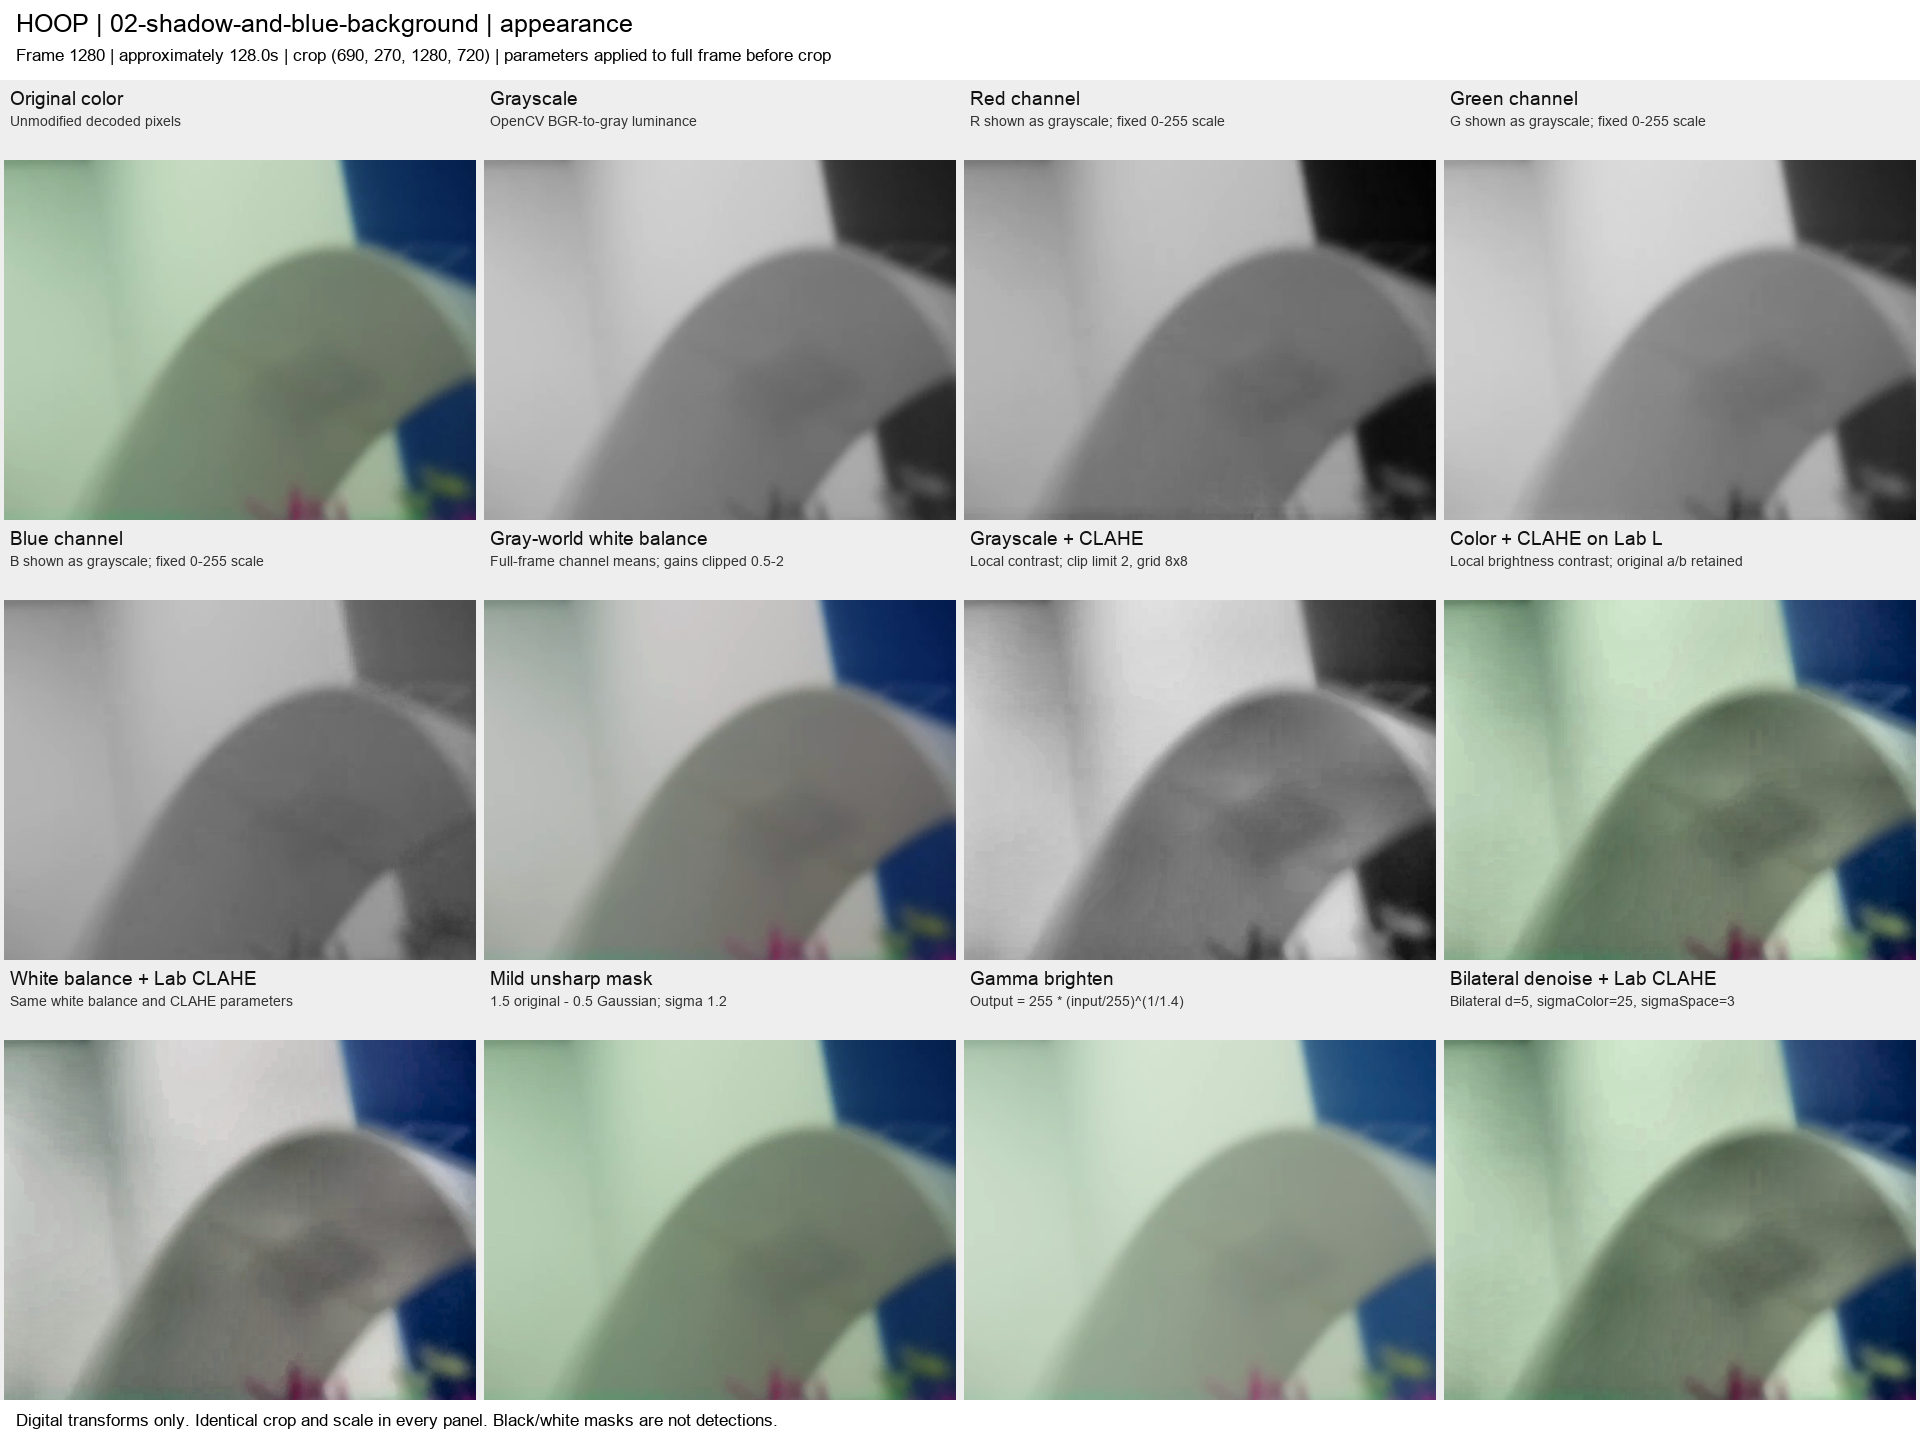 HOOP | 02-shadow-and-blue-background | appearance
Frame 1280 | approximately 128.0s | crop (690, 270, 1280, 720) | parameters applied to full frame before crop
Original color
Unmodified decoded pixels
Grayscale
OpenCV BGR-to-gray luminance
Red channel
R shown as grayscale; fixed 0-255 scale
Green channel
G shown as grayscale; fixed 0-255 scale
Blue channel
B shown as grayscale; fixed 0-255 scale
Gray-world white balance
Full-frame channel means; gains clipped 0.5-2
Grayscale + CLAHE
Local contrast; clip limit 2, grid 8x8
Color + CLAHE on Lab L
Local brightness contrast; original a/b retained
White balance + Lab CLAHE
Same white balance and CLAHE parameters
Mild unsharp mask
1.5 original - 0.5 Gaussian; sigma 1.2
Gamma brighten
Output = 255 * (input/255)^(1/1.4)
Bilateral denoise + Lab CLAHE
Bilateral d=5, sigmaColor=25, sigmaSpace=3
Digital transforms only. Identical crop and scale in every panel. Black/white masks are not detections.